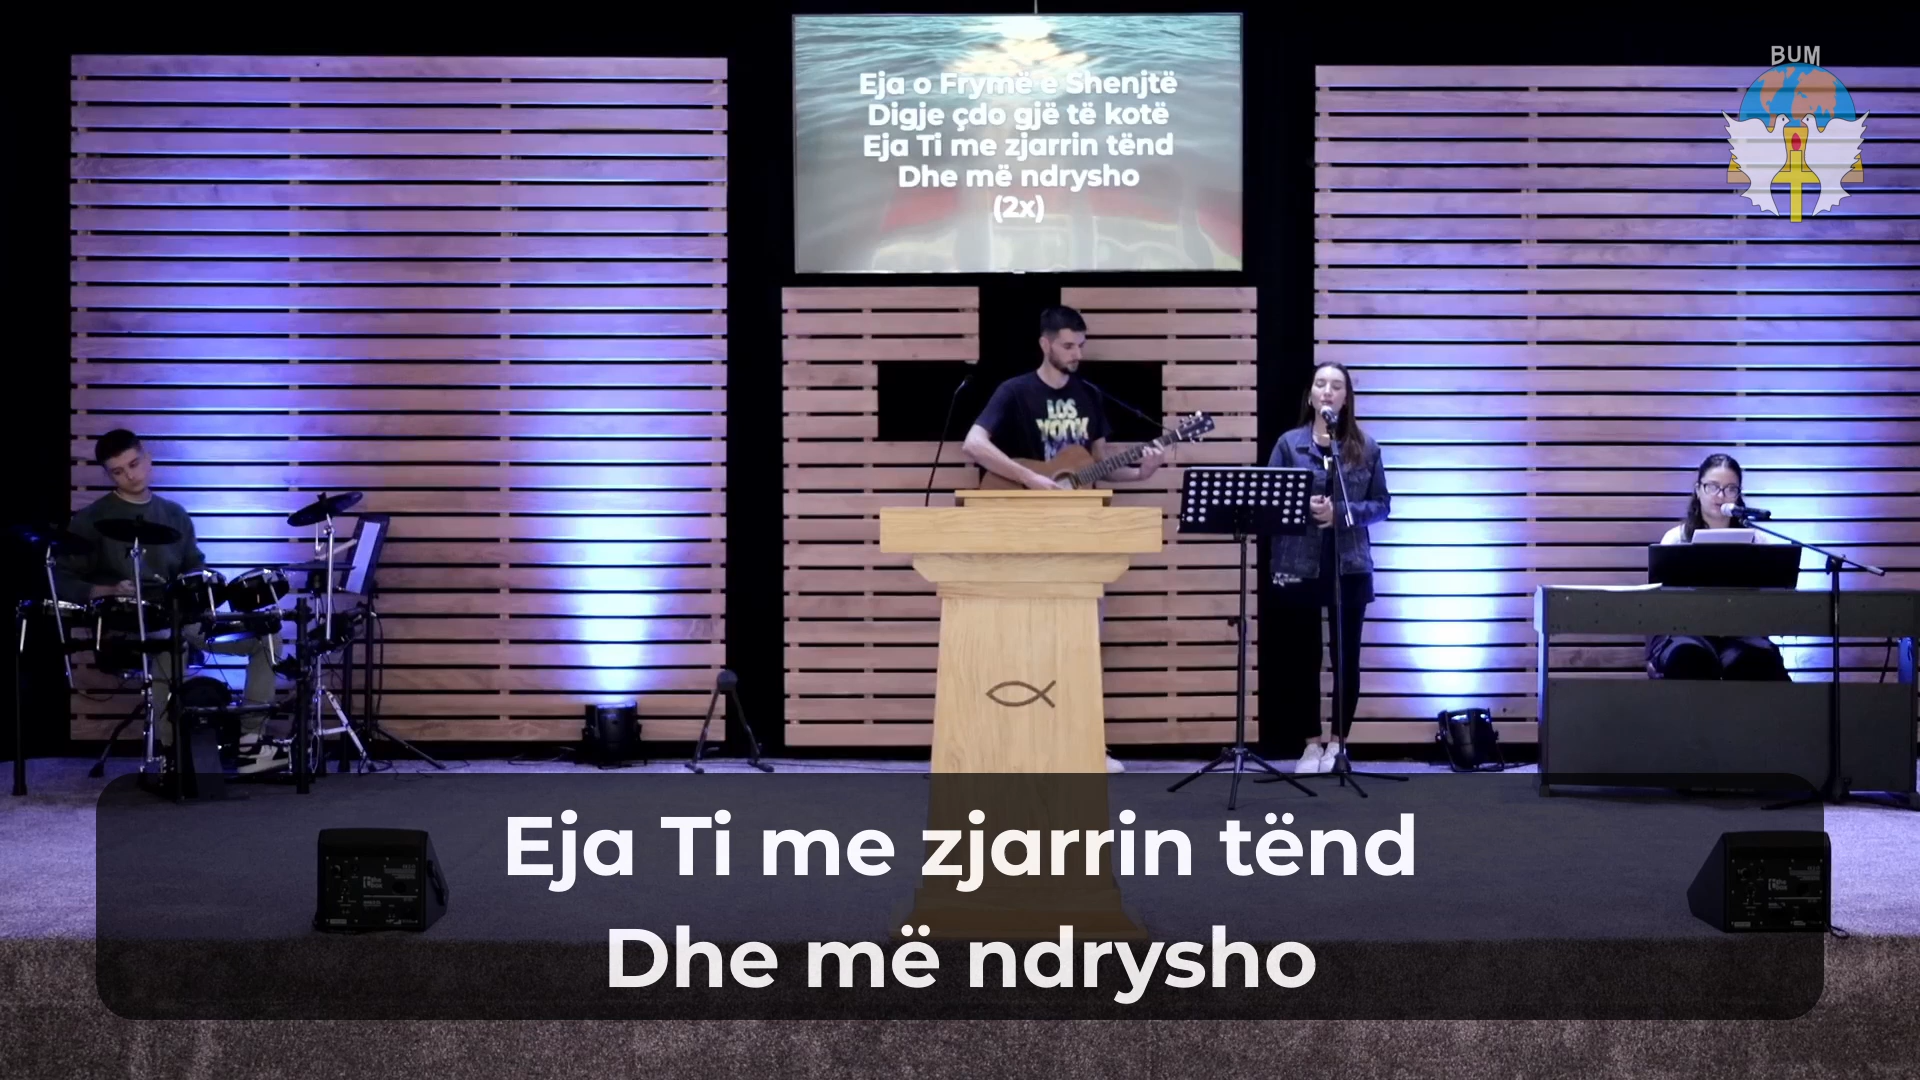 BUM
Eja o Frymë e Shenjtë
Digje çdo gjë të kotë
Eja Ti me zjarrin tënd
Dhe më ndrysho
(2x)
LOS
Eja Ti me zjarrin tënd
Dhe më ndrysho